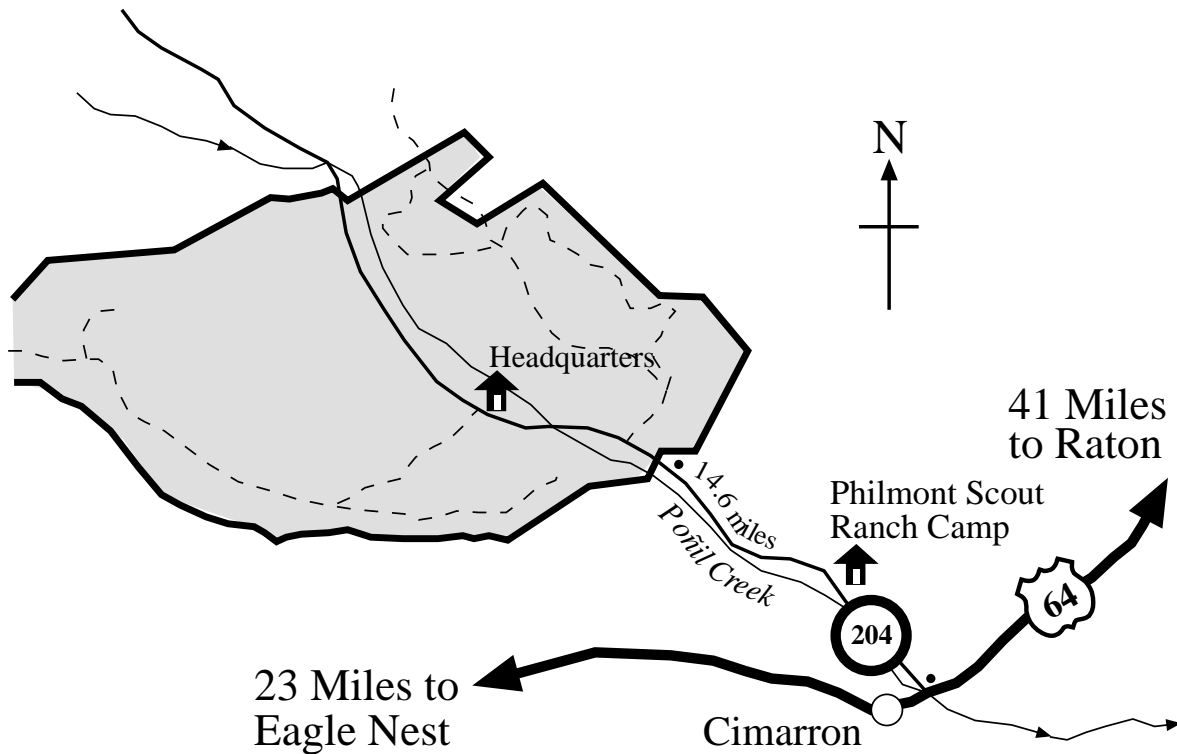 N
Headquarters
41 Miles
to Raton
14.6 miles
Philmont Scout
Ranch Camp
Poñil Creek
64
204
23 Miles to
Eagle Nest
Cimarron